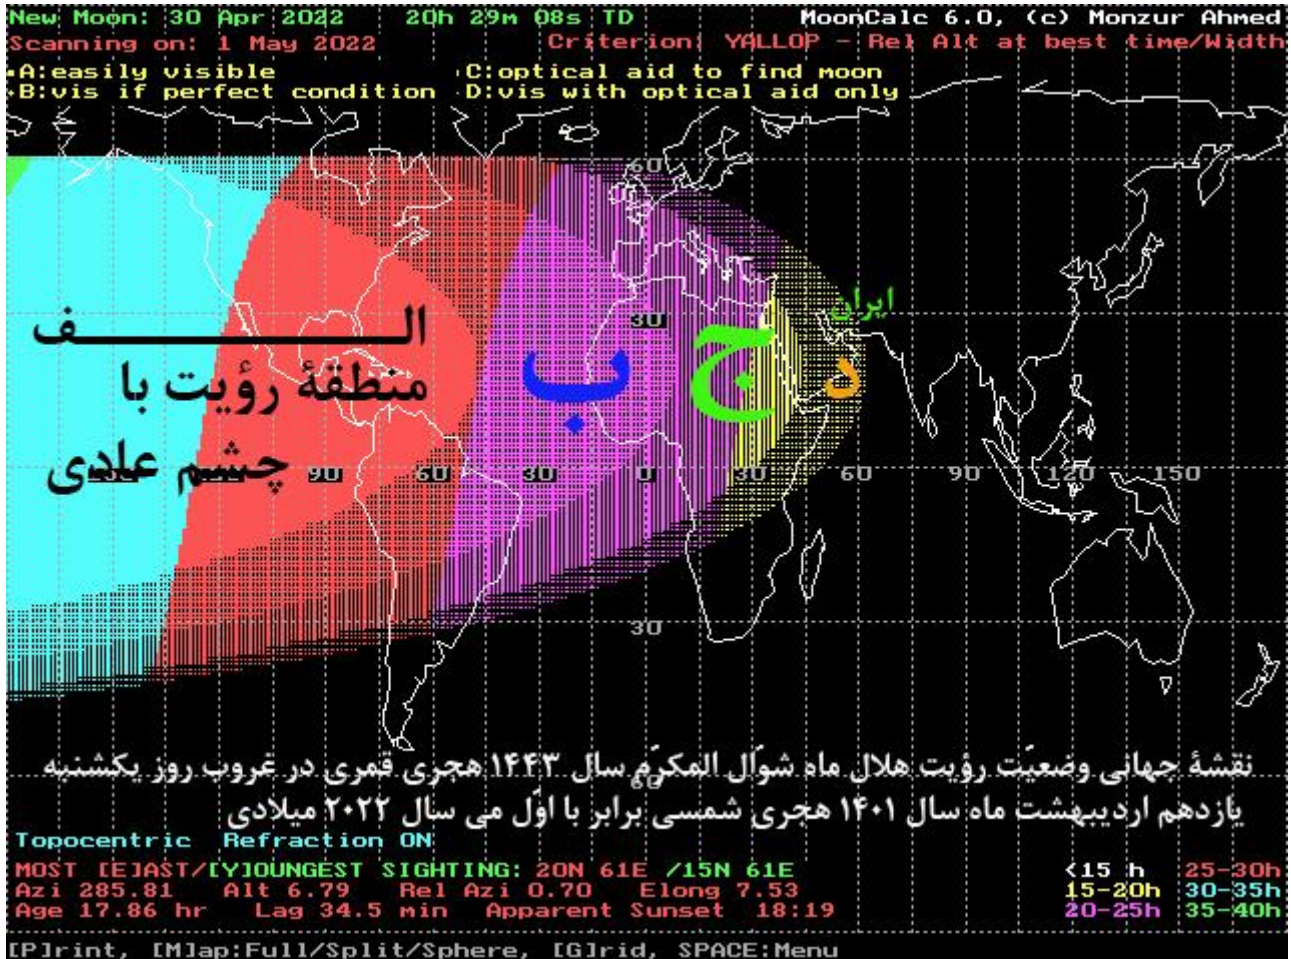 New Moon: 30 Apr 2022 20h 29m 08s TD MoonCalc 6.0, (c) Monzur Ahmed
Scanning on: 1 May 2022 Criterion: YALLOP - Rel Alt at best time/Width
A:easily visible C:optical aid to find moon
B:vis if perfect condition D:vis with optical aid only
60
ایران
30
الــــف
منطقهٔ رؤیت با
چشم عادی
ب
ج
د
90 60 30 0 30 60 90 120 150
30
نقشهٔ جهانی وضعیّت رؤیت هلال ماه شوّال المکرّم سال ۱۴۴۳ هجری قمری در غروب روز یکشنبه
60
یازدهم اردیبهشت ماه سال ۱۴۰۱ هجری شمسی برابر با اوّل می سال ۲۰۲۲ میلادی
Topocentric Refraction ON
MOST [E]AST/[Y]OUNGEST SIGHTING: 20N 61E /15N 61E
Azi 285.81 Alt 6.79 Rel Azi 0.70 Elong 7.53
Age 17.86 hr Lag 34.5 min Apparent Sunset 18:19
<15 h 25-30h
15-20h 30-35h
20-25h 35-40h
[P]rint, [M]ap:Full/Split/Sphere, [G]rid, SPACE:Menu